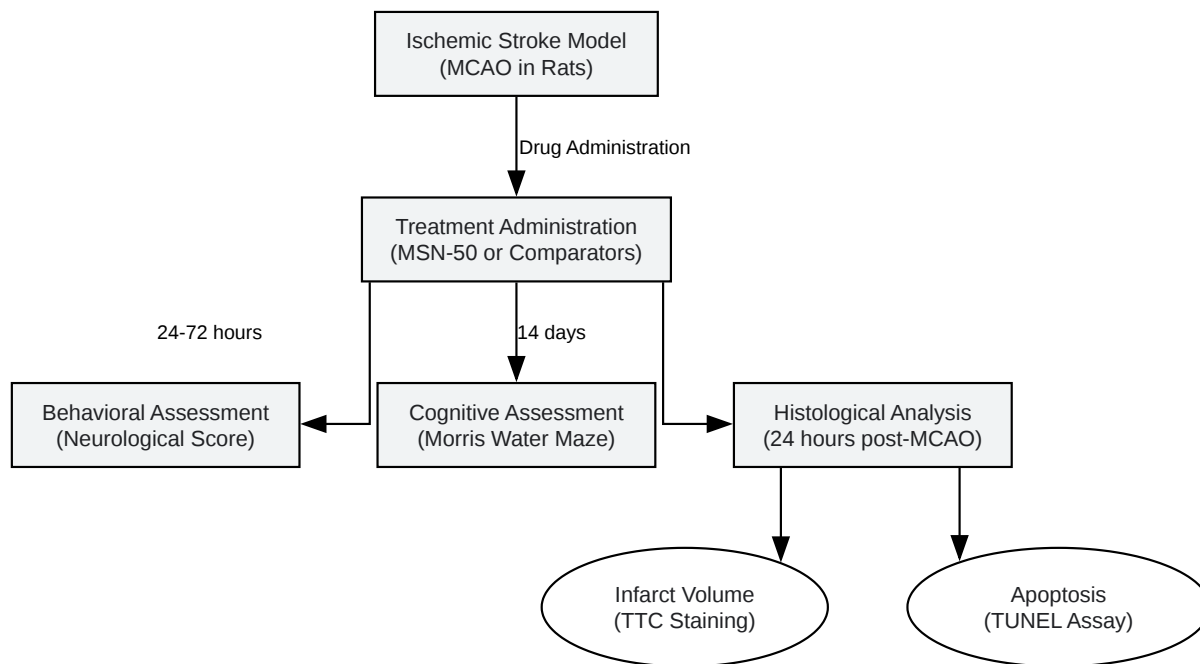 Ischemic Stroke Model
(MCAO in Rats)
Drug Administration
Treatment Administration
(MSN-50 or Comparators)
24-72 hours
14 days
Behavioral Assessment
(Neurological Score)
Cognitive Assessment
(Morris Water Maze)
Histological Analysis
(24 hours post-MCAO)
Infarct Volume
(TTC Staining)
Apoptosis
(TUNEL Assay)